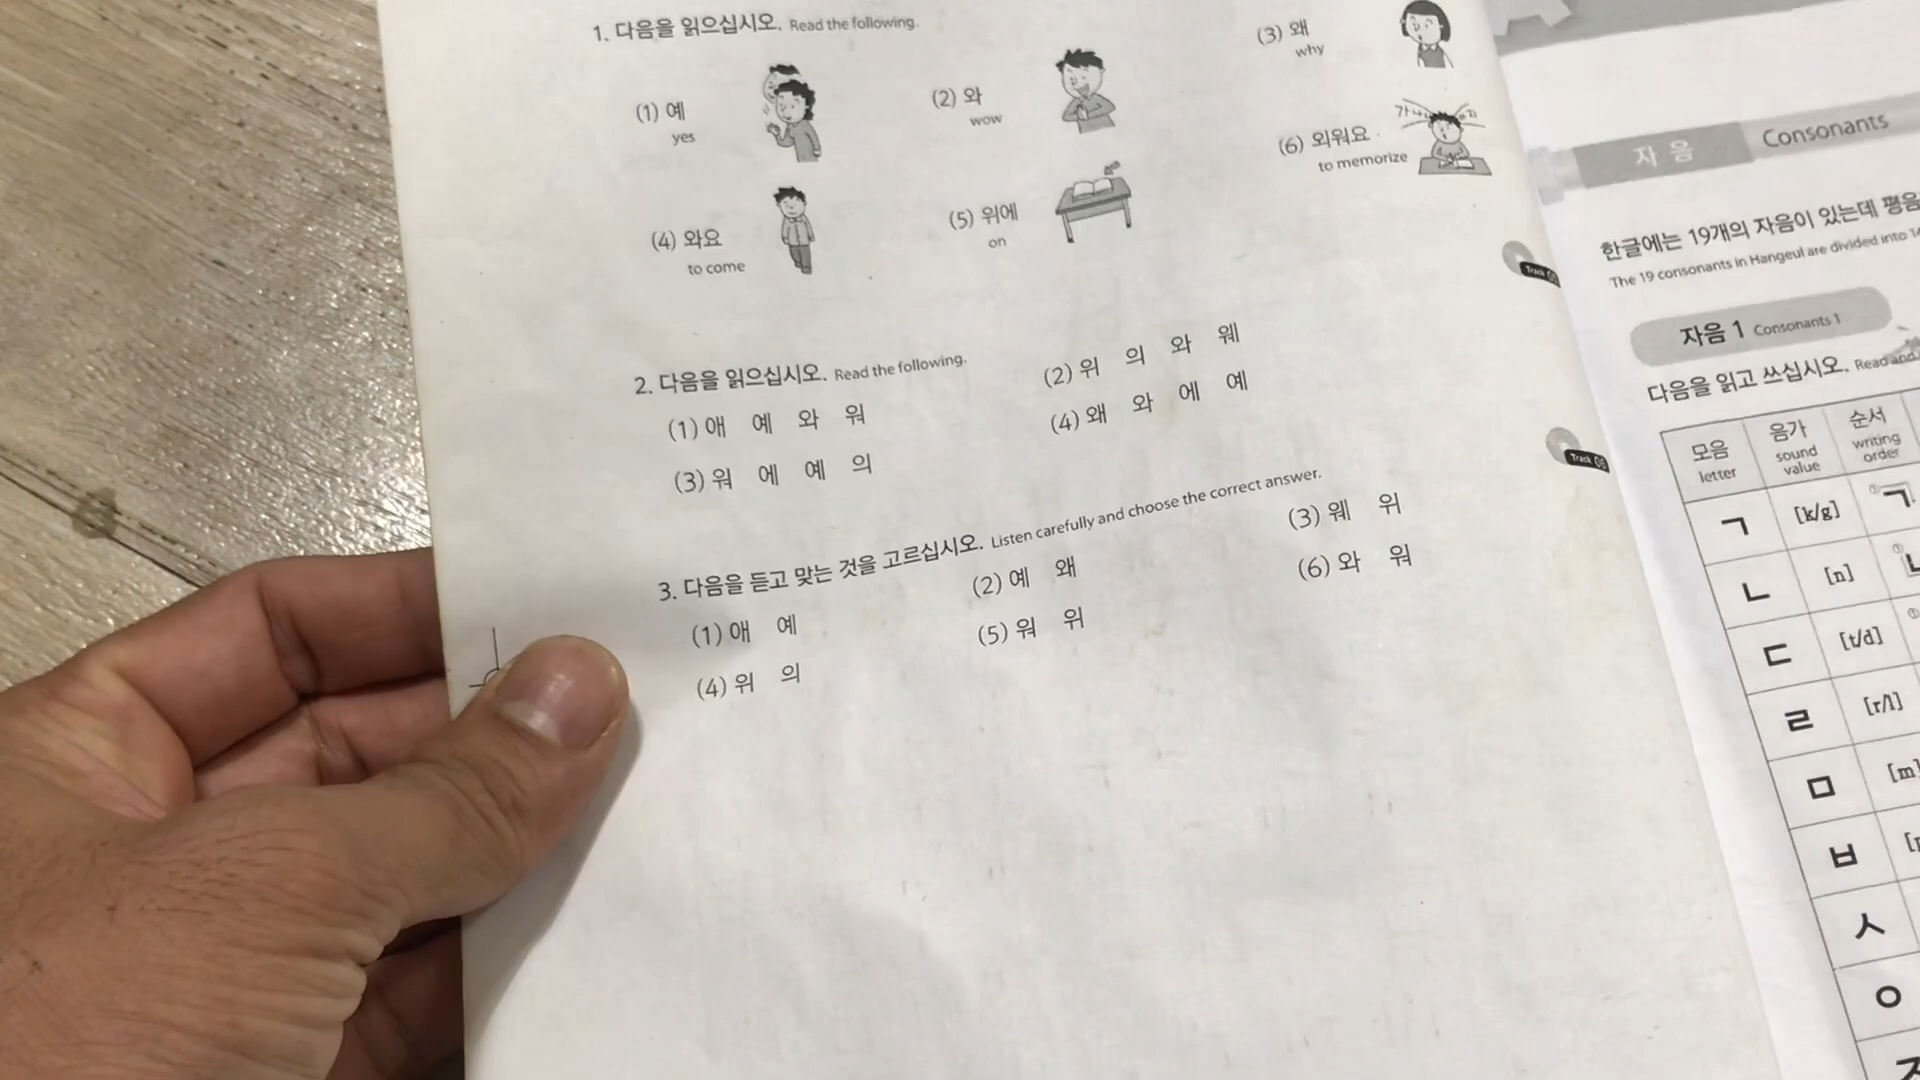 1. 다음을 읽으십시오. Read the following.
(1) 예
yes
(2) 와
wow
(3) 왜
why
(4) 와요
to come
(5) 위에
on
(6) 외워요
to memorize
2. 다음을 읽으십시오. Read the following.
(1) 애 예 와 워
(2) 위 의 와 웨
(3) 워 에 예 의
(4) 왜 와 에 예
3. 다음을 듣고 맞는 것을 고르십시오. Listen carefully and choose the correct answer.
(1) 애 예
(2) 예 왜
(3) 웨 위
(4) 위 의
(5) 워 위
(6) 와 워
Track
Track
자음 Consonants
한글에는 19개의 자음이 있는데 평음
The 19 consonants in Hangeul are divided into
자음 1 Consonants 1
다음을 읽고 쓰십시오. Read and
모음 음가 순서
letter sound value writing order
ㄱ [k/g] ㄱ
ㄴ [n] ㄴ
ㄷ [t/d]
ㄹ [r/l]
ㅁ [m]
ㅂ
ㅅ
ㅇ